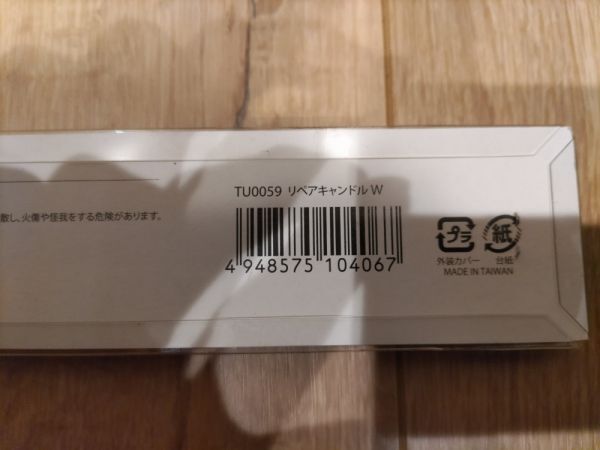 TU0059 リペアキャンドル W
散し、火傷や怪我をする危険があります。
4 948575 104067
プラ 紙
外装カバー 台紙
MADE IN TAIWAN